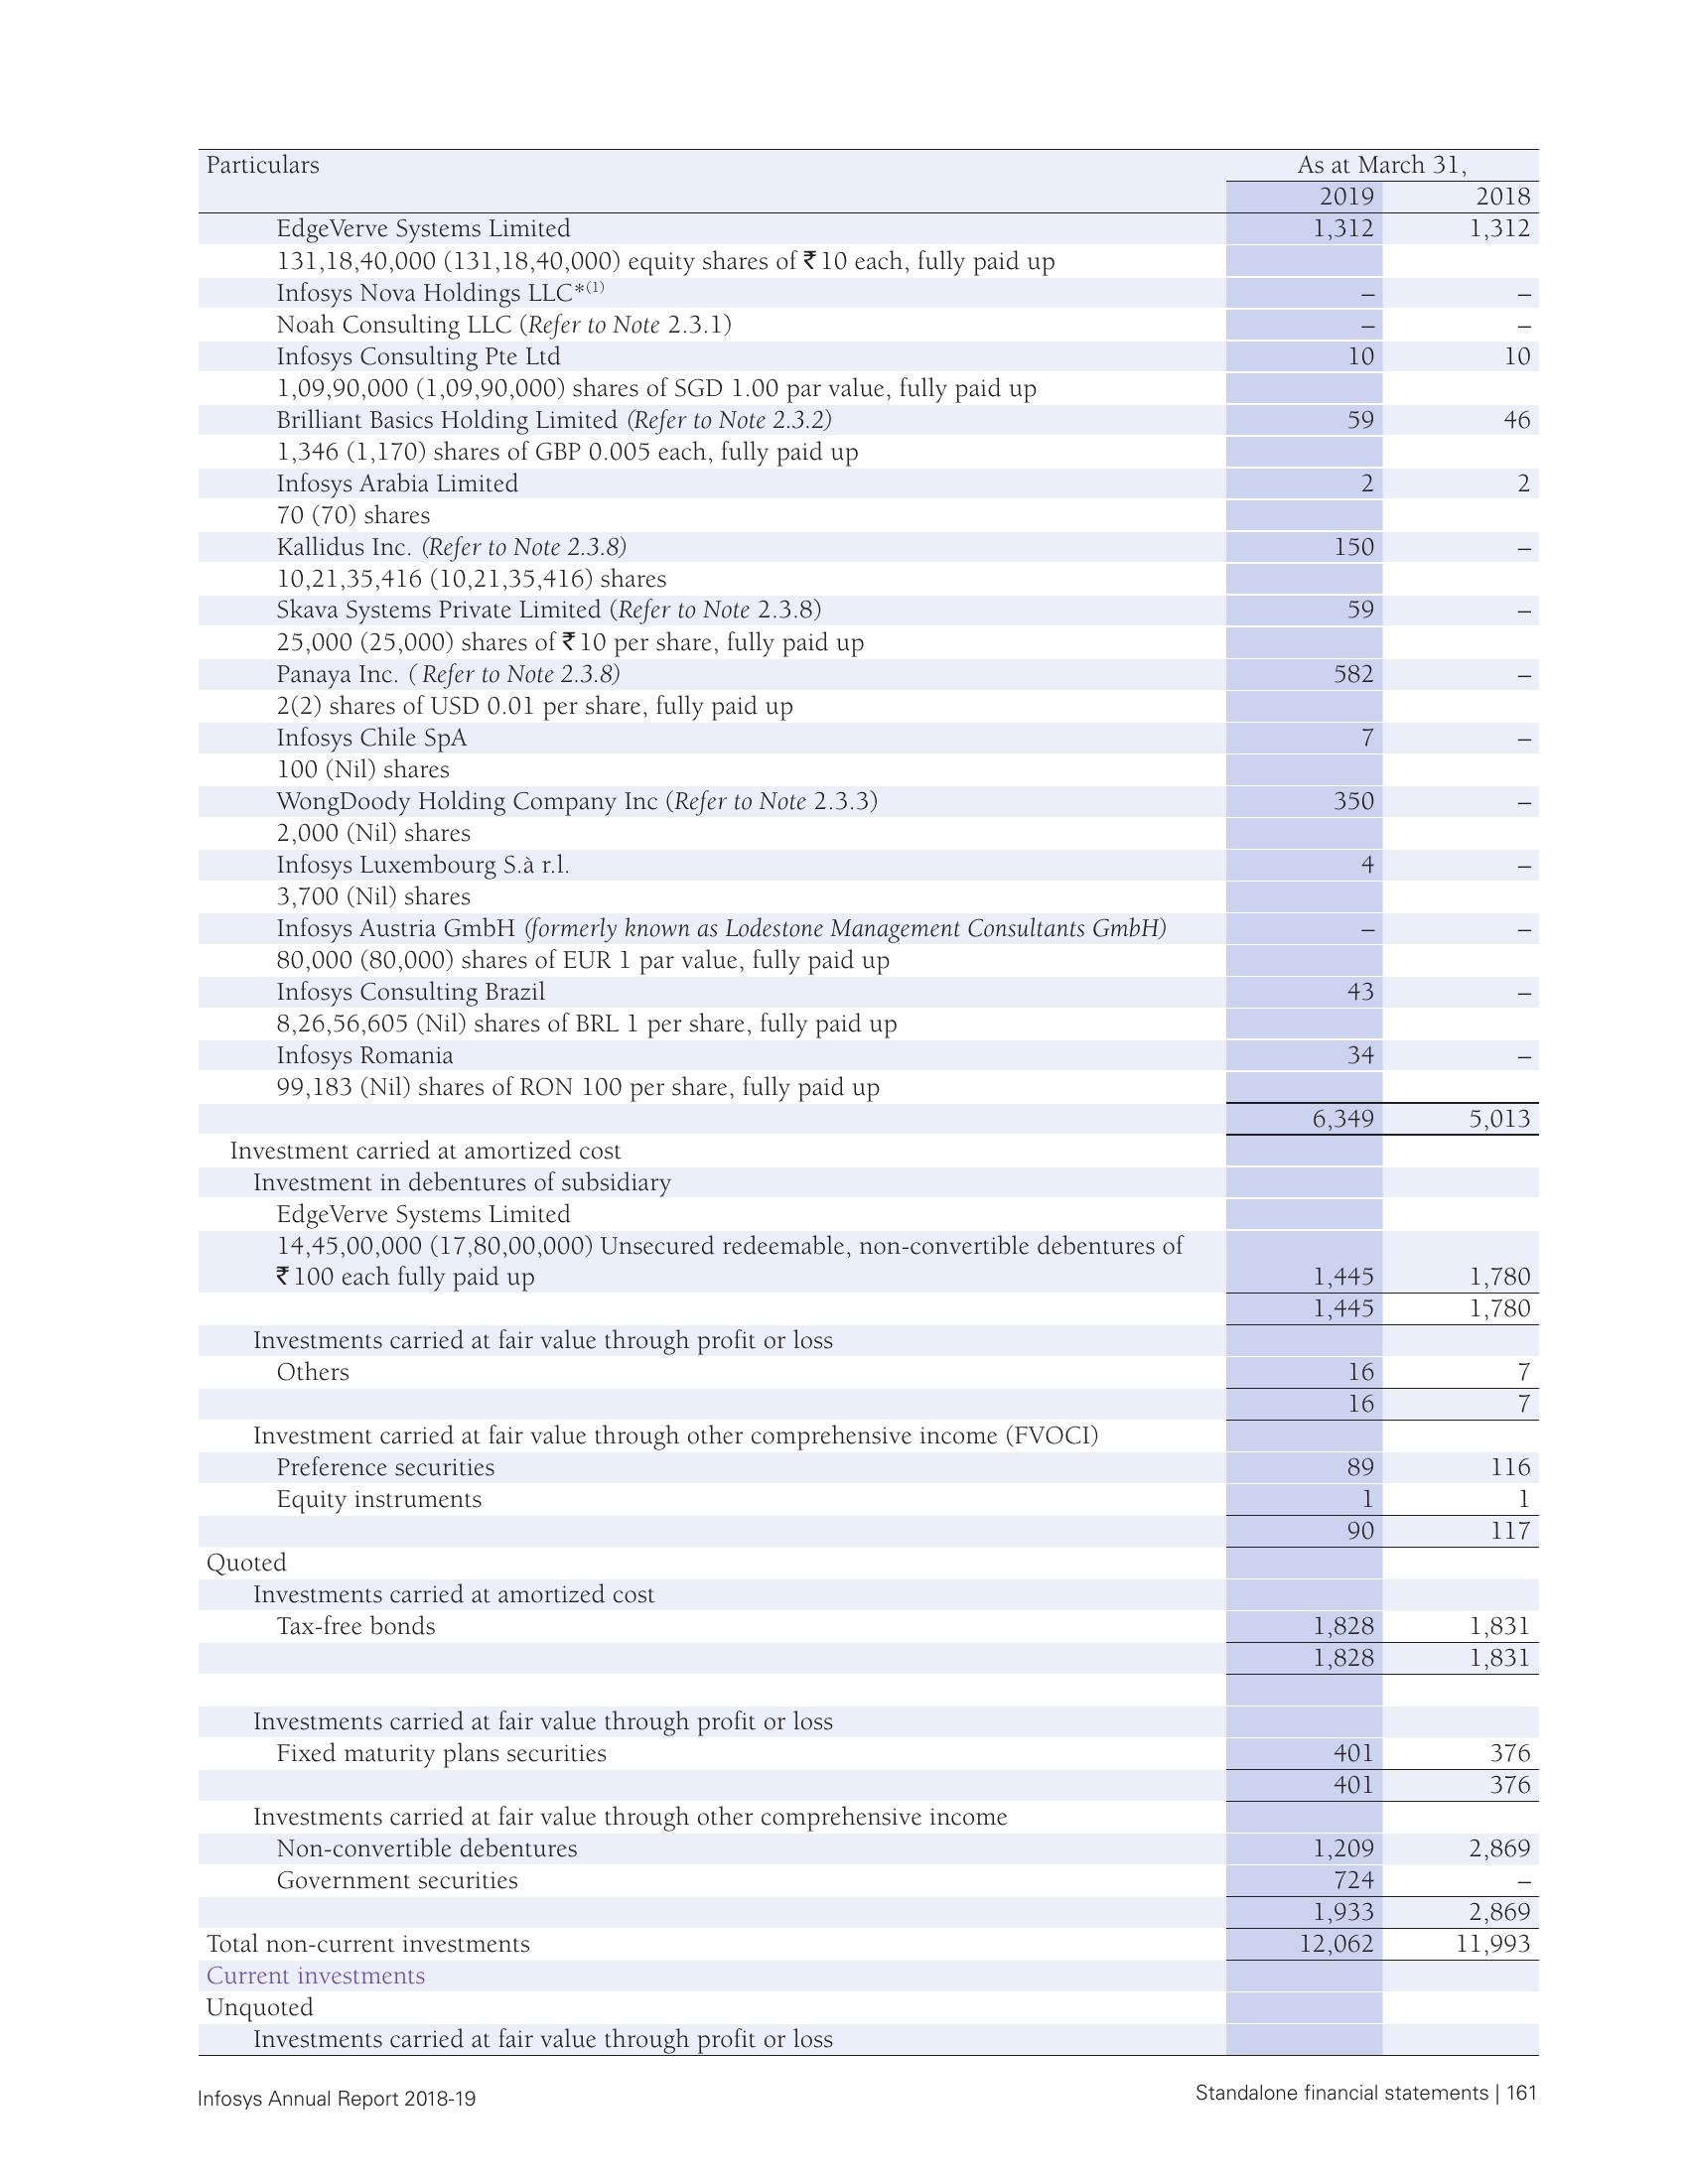 Particulars As at March 31,
2019 2018
EdgeVerve Systems Limited 1,312 1,312
131,18,40,000 (131,18,40,000) equity shares of ₹ 10 each, fully paid up
Infosys Nova Holdings LLC*(1) – –
Noah Consulting LLC (Refer to Note 2.3.1) – –
Infosys Consulting Pte Ltd 10 10
1,09,90,000 (1,09,90,000) shares of SGD 1.00 par value, fully paid up
Brilliant Basics Holding Limited (Refer to Note 2.3.2) 59 46
1,346 (1,170) shares of GBP 0.005 each, fully paid up
Infosys Arabia Limited 2 2
70 (70) shares
Kallidus Inc. (Refer to Note 2.3.8) 150 –
10,21,35,416 (10,21,35,416) shares
Skava Systems Private Limited (Refer to Note 2.3.8) 59 –
25,000 (25,000) shares of ₹ 10 per share, fully paid up
Panaya Inc. ( Refer to Note 2.3.8) 582 –
2(2) shares of USD 0.01 per share, fully paid up
Infosys Chile SpA 7 –
100 (Nil) shares
WongDoody Holding Company Inc (Refer to Note 2.3.3) 350 –
2,000 (Nil) shares
Infosys Luxembourg S.à r.l. 4 –
3,700 (Nil) shares
Infosys Austria GmbH (formerly known as Lodestone Management Consultants GmbH) – –
80,000 (80,000) shares of EUR 1 par value, fully paid up
Infosys Consulting Brazil 43 –
8,26,56,605 (Nil) shares of BRL 1 per share, fully paid up
Infosys Romania 34 –
99,183 (Nil) shares of RON 100 per share, fully paid up
6,349 5,013
Investment carried at amortized cost
Investment in debentures of subsidiary
EdgeVerve Systems Limited
14,45,00,000 (17,80,00,000) Unsecured redeemable, non-convertible debentures of
₹ 100 each fully paid up 1,445 1,780
1,445 1,780
Investments carried at fair value through profit or loss
Others 16 7
16 7
Investment carried at fair value through other comprehensive income (FVOCI)
Preference securities 89 116
Equity instruments 1 1
90 117
Quoted
Investments carried at amortized cost
Tax-free bonds 1,828 1,831
1,828 1,831
Investments carried at fair value through profit or loss
Fixed maturity plans securities 401 376
401 376
Investments carried at fair value through other comprehensive income
Non-convertible debentures 1,209 2,869
Government securities 724 –
1,933 2,869
Total non-current investments 12,062 11,993
Current investments
Unquoted
Investments carried at fair value through profit or loss
Infosys Annual Report 2018-19 Standalone financial statements | 161